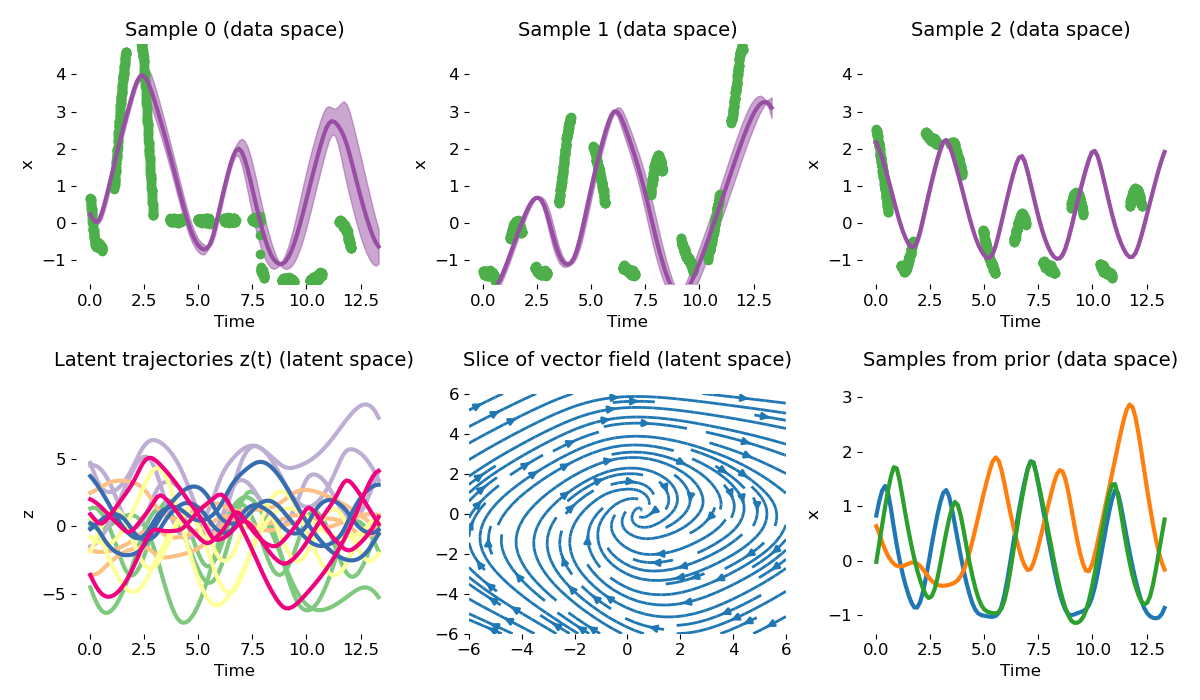 Sample 0 (data space)
4
3
2
1
0
−1
x
0.0 2.5 5.0 7.5 10.0 12.5
Time
Sample 1 (data space)
4
3
2
1
0
−1
x
0.0 2.5 5.0 7.5 10.0 12.5
Time
Sample 2 (data space)
4
3
2
1
0
−1
x
0.0 2.5 5.0 7.5 10.0 12.5
Time
Latent trajectories z(t) (latent space)
5
0
−5
z
0.0 2.5 5.0 7.5 10.0 12.5
Time
Slice of vector field (latent space)
6
4
2
0
−2
−4
−6
−6 −4 −2 0 2 4 6
Samples from prior (data space)
3
2
1
0
−1
x
0.0 2.5 5.0 7.5 10.0 12.5
Time